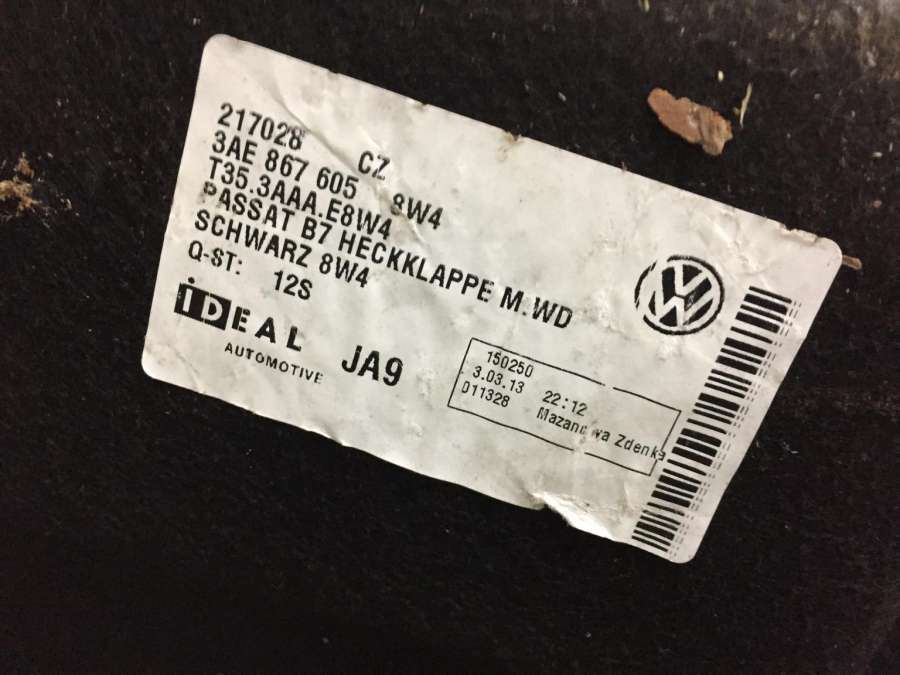 217028 CZ
3AE 867 605 8W4
T35.3AAA.E8W4
PASSAT B7 HECKKLAPPE M.WD
SCHWARZ 8W4
Q-ST: 12S
iDEAL
AUTOMOTIVE
JA9
150250
3.03.13 22:12
011328 Mazanowa Zdenka